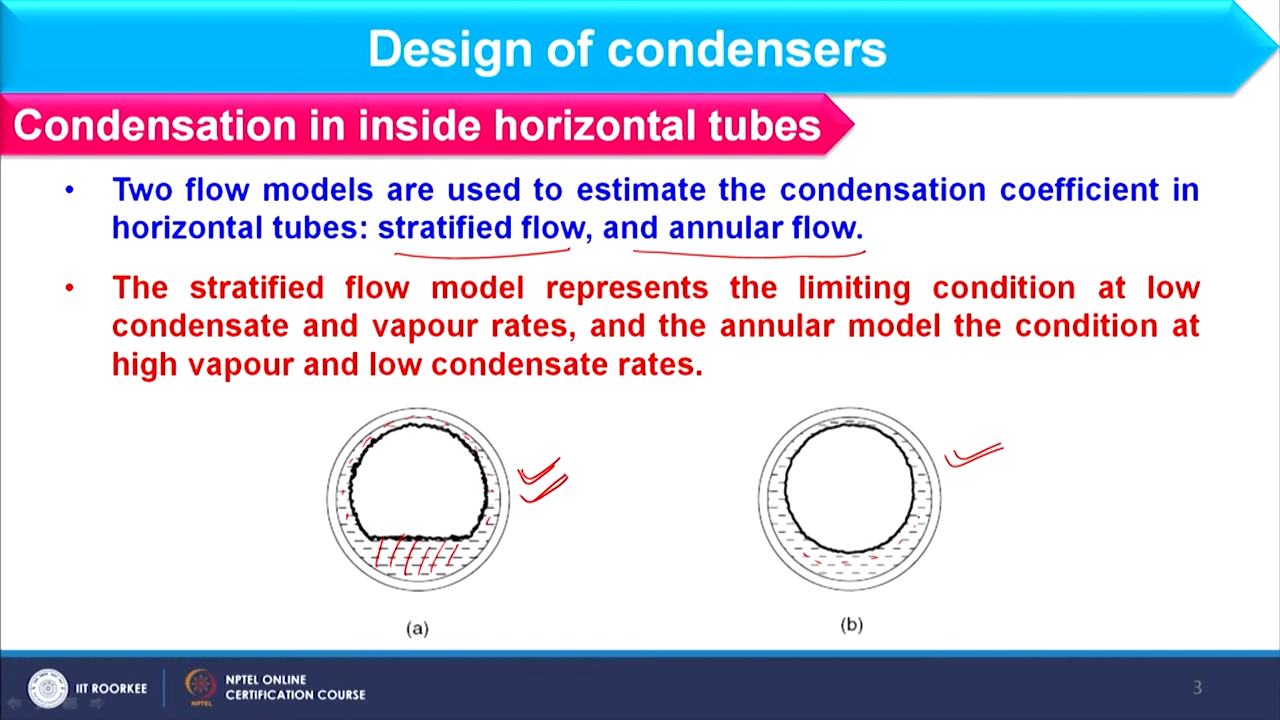 Design of condensers
Condensation in inside horizontal tubes
• Two flow models are used to estimate the condensation coefficient in
horizontal tubes: stratified flow, and annular flow.
• The stratified flow model represents the limiting condition at low
condensate and vapour rates, and the annular model the condition at
high vapour and low condensate rates.
(a)
(b)
IIT ROORKEE
NPTEL
NPTEL ONLINE
CERTIFICATION COURSE
3